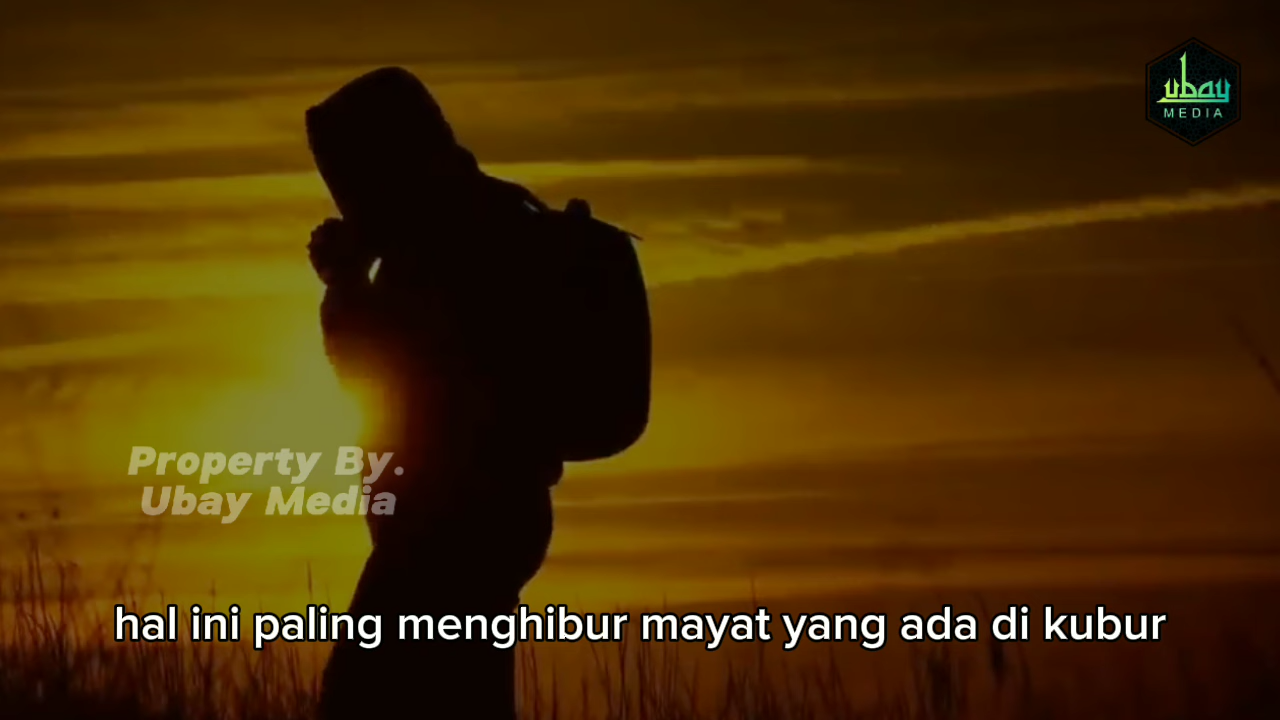 ubay
MEDIA
Property By.
Ubay Media
hal ini paling menghibur mayat yang ada di kubur